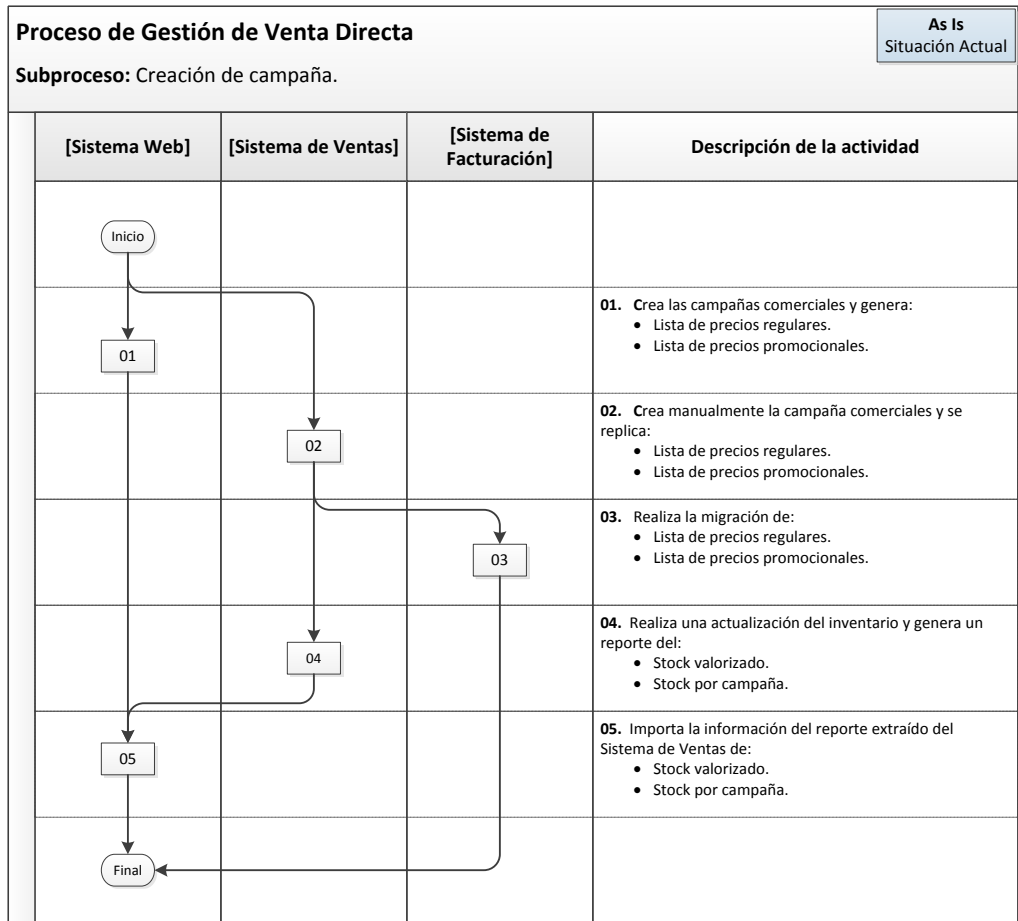 Proceso de Gestión de Venta Directa
As Is
Situación Actual
Subproceso: Creación de campaña.
[Sistema Web]
[Sistema de Ventas]
[Sistema de
Facturación]
Descripción de la actividad
Inicio
01
01. Crea las campañas comerciales y genera:
• Lista de precios regulares.
• Lista de precios promocionales.
02
02. Crea manualmente la campaña comerciales y se
replica:
• Lista de precios regulares.
• Lista de precios promocionales.
03
03. Realiza la migración de:
• Lista de precios regulares.
• Lista de precios promocionales.
04
04. Realiza una actualización del inventario y genera un
reporte del:
• Stock valorizado.
• Stock por campaña.
05
05. Importa la información del reporte extraído del
Sistema de Ventas de:
• Stock valorizado.
• Stock por campaña.
Final